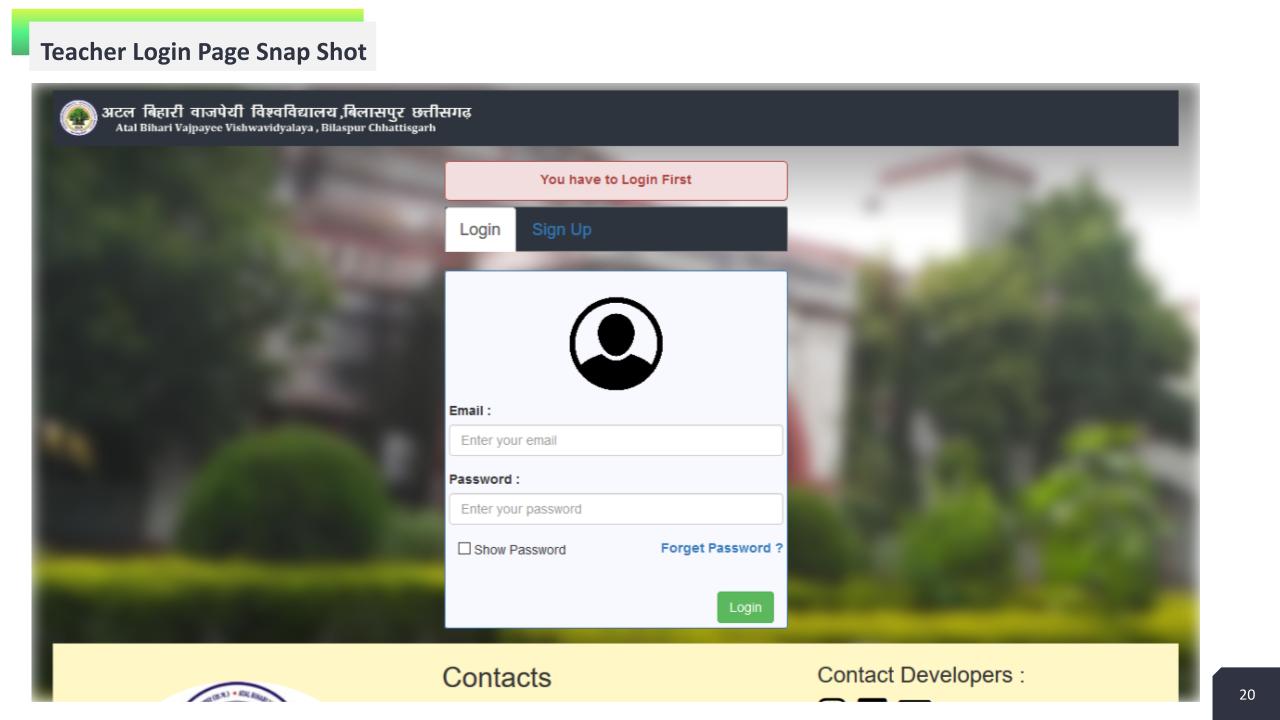 Teacher Login Page Snap Shot
अटल बिहारी वाजपेयी विश्वविद्यालय,बिलासपुर छत्तीसगढ़
Atal Bihari Vajpayee Vishwavidyalaya , Bilaspur Chhattisgarh
You have to Login First
Login Sign Up
Email :
Enter your email
Password :
Enter your password
Show Password Forget Password ?
Login
Contacts Contact Developers :
20